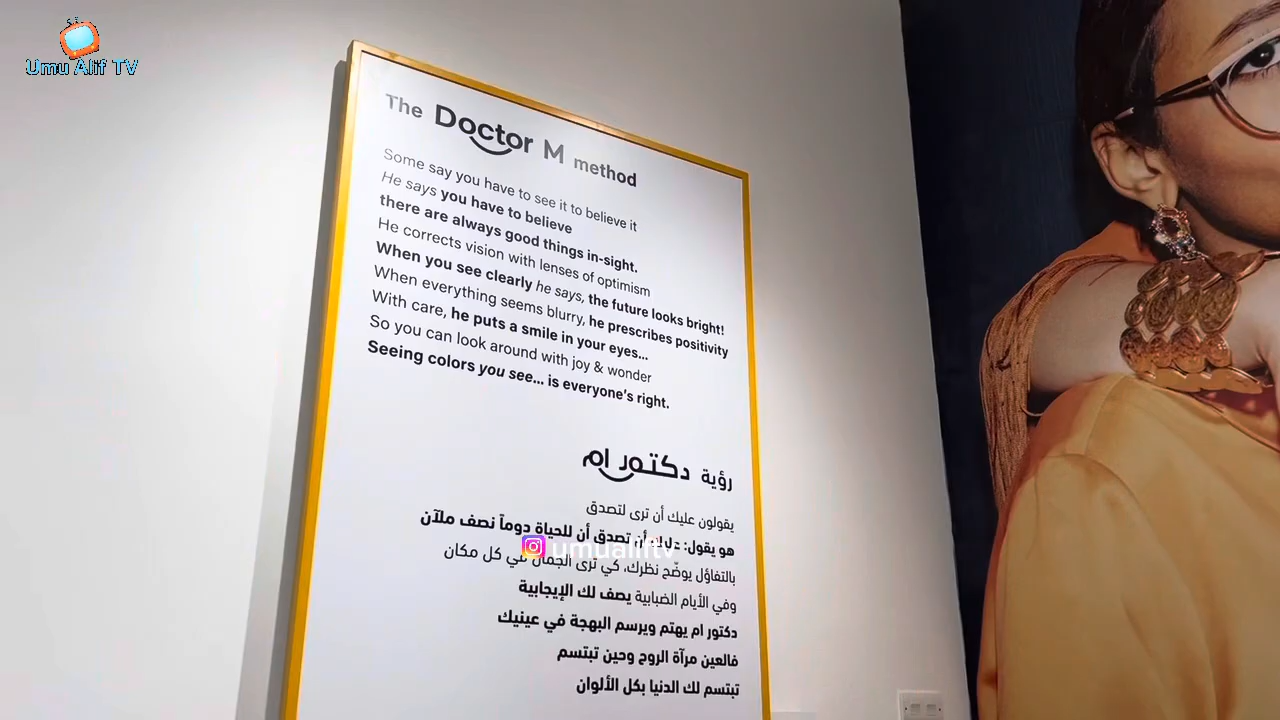 Umu Alif TV
The Doctor M method
Some say you have to see it to believe it
He says you have to believe
there are always good things in-sight.
He corrects vision with lenses of optimism
When you see clearly he says, the future looks bright!
When everything seems blurry, he prescribes positivity
With care, he puts a smile in your eyes...
So you can look around with joy & wonder
Seeing colors you see... is everyone's right.
رؤية دكتور ام
يقولون عليك أن ترى لتصدق
هو يقول: عليك أن تصدق أن للحياة دوماً نصف ملآن
umualiftv
بالتفاؤل يوضّح نظرك، كي ترى الجمال في كل مكان
وفي الأيام الضبابية يصف لك الإيجابية
دكتور ام يهتم ويرسم البهجة في عينيك
فالعين مرآة الروح وحين تبتسم
تبتسم لك الدنيا بكل الألوان